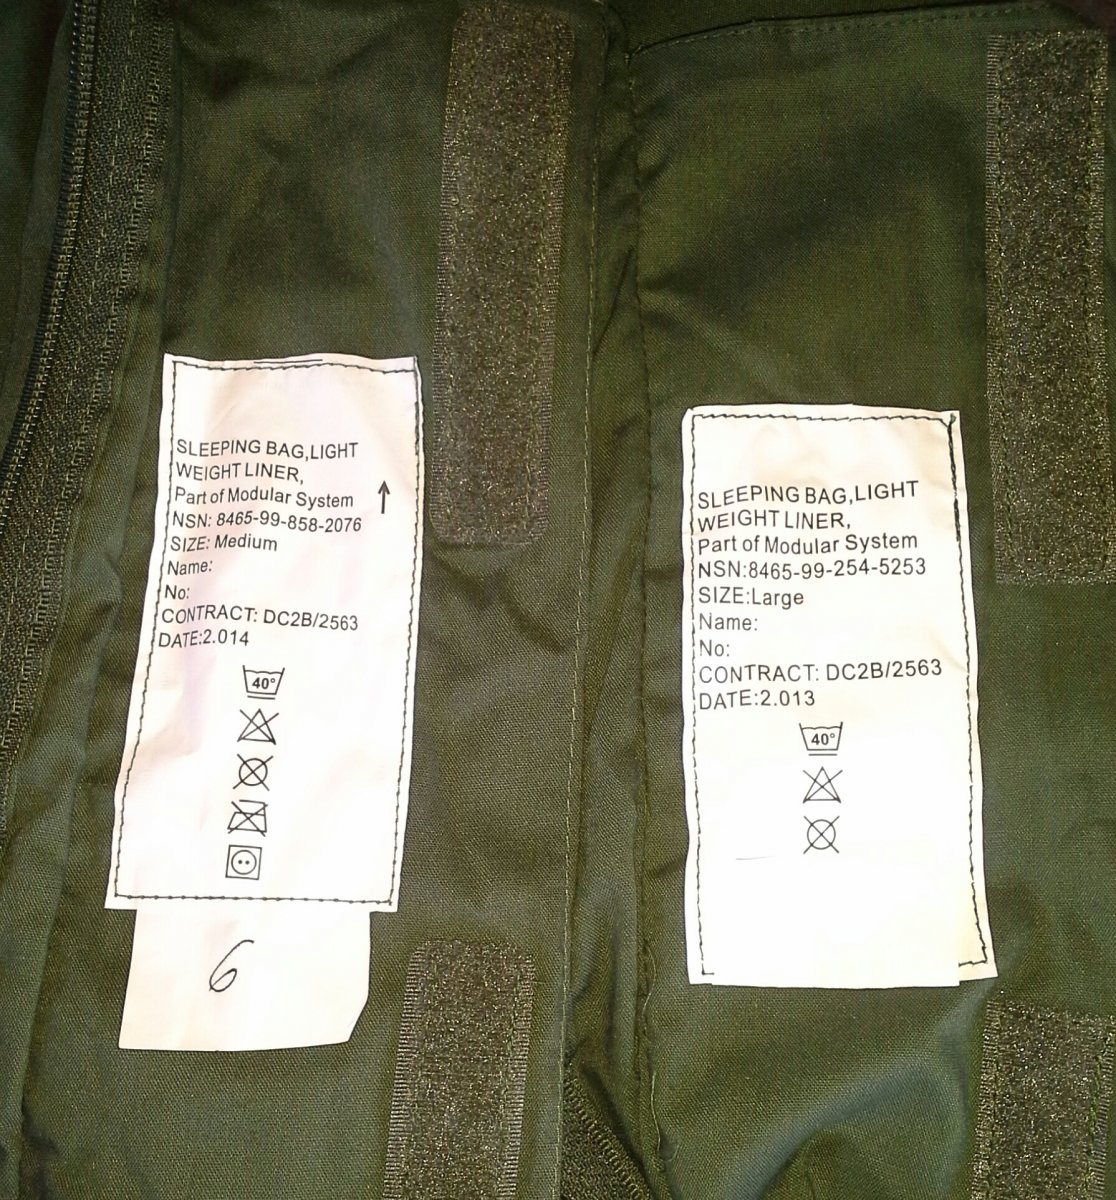 SLEEPING BAG,LIGHT
WEIGHT LINER,
Part of Modular System
NSN: 8465-99-858-2076
SIZE: Medium
Name:
No:
CONTRACT: DC2B/2563
DATE:2.014
40°
6
SLEEPING BAG,LIGHT
WEIGHT LINER,
Part of Modular System
NSN:8465-99-254-5253
SIZE:Large
Name:
No:
CONTRACT: DC2B/2563
DATE:2.013
40°